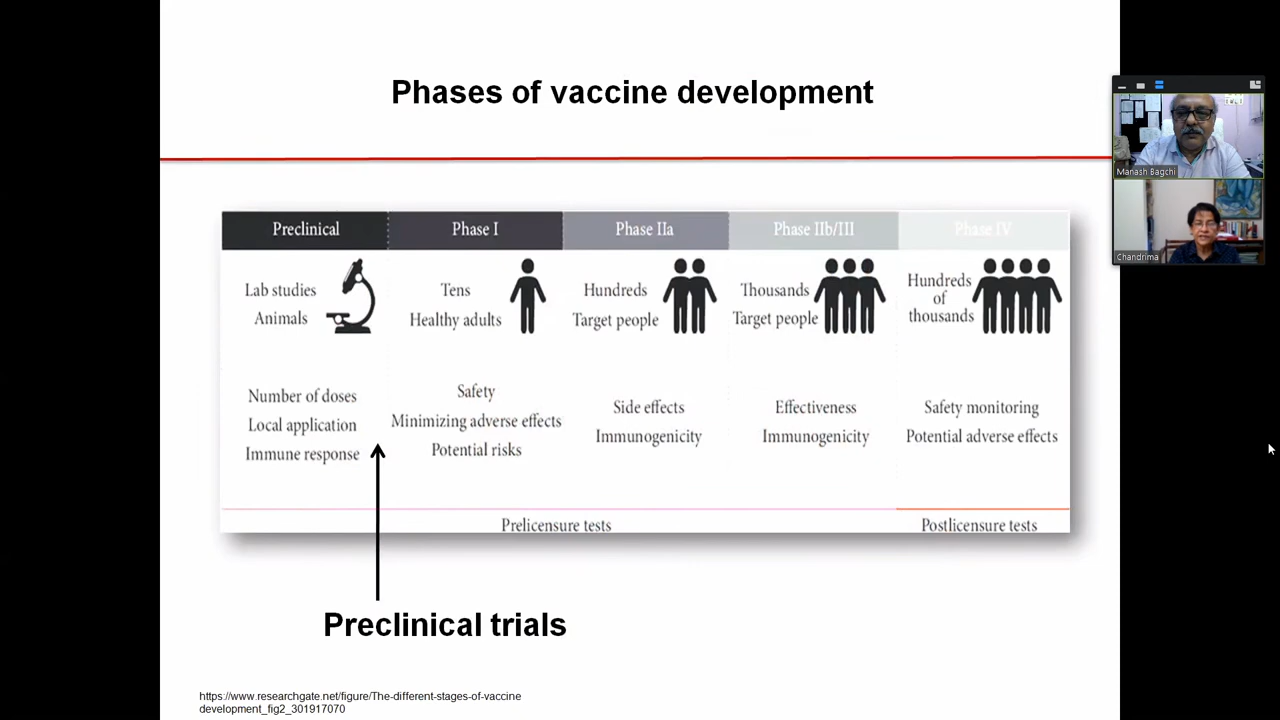 Phases of vaccine development
Manash Bagchi
Chandrima
Preclinical
Phase I
Phase IIa
Phase IIb/III
Phase IV
Lab studies
Animals
Tens
Healthy adults
Hundreds
Target people
Thousands
Target people
Hundreds
of
thousands
Number of doses
Local application
Immune response
Safety
Minimizing adverse effects
Potential risks
Side effects
Immunogenicity
Effectiveness
Immunogenicity
Safety monitoring
Potential adverse effects
Prelicensure tests
Postlicensure tests
Preclinical trials
https://www.researchgate.net/figure/The-different-stages-of-vaccine
development_fig2_301917070